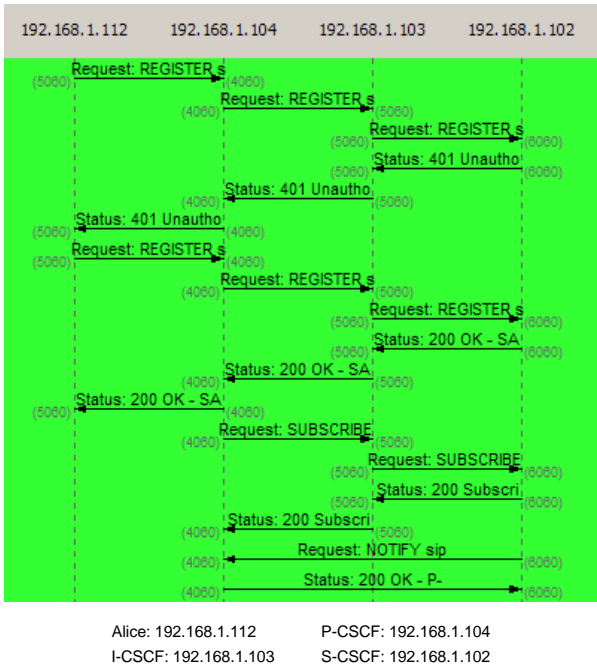 192.168.1.112 192.168.1.104 192.168.1.103 192.168.1.102
Request: REGISTER s
(5060) (4060)
Request: REGISTER s
(4060) (5060)
Request: REGISTER s
(5060) (6060)
Status: 401 Unautho
(5060) (6060)
Status: 401 Unautho
(4060) (5060)
Status: 401 Unautho
(5060) (4060)
Request: REGISTER s
(5060) (4060)
Request: REGISTER s
(4060) (5060)
Request: REGISTER s
(5060) (6060)
Status: 200 OK - SA
(5060) (6060)
Status: 200 OK - SA
(4060) (5060)
Status: 200 OK - SA
(5060) (4060)
Request: SUBSCRIBE
(4060) (5060)
Request: SUBSCRIBE
(5060) (6060)
Status: 200 Subscri
(5060) (6060)
Status: 200 Subscri
(4060) (5060)
Request: NOTIFY sip
(4060) (6060)
Status: 200 OK - P-
(4060) (6060)
Alice: 192.168.1.112 P-CSCF: 192.168.1.104
I-CSCF: 192.168.1.103 S-CSCF: 192.168.1.102